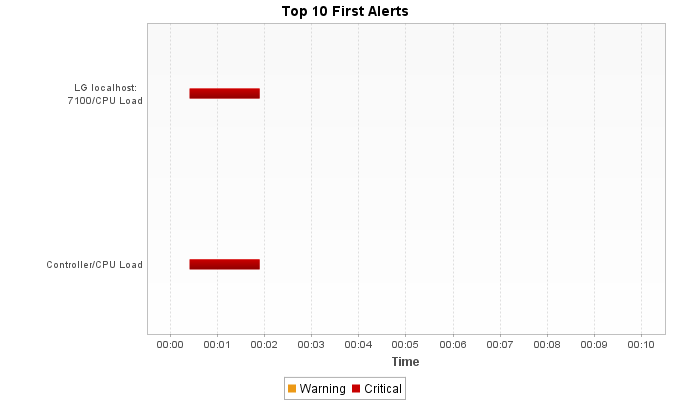 Top 10 First Alerts
LG localhost:
7100/CPU Load
Controller/CPU Load
00:00 00:01 00:02 00:03 00:04 00:05 00:06 00:07 00:08 00:09 00:10
Time
Warning Critical